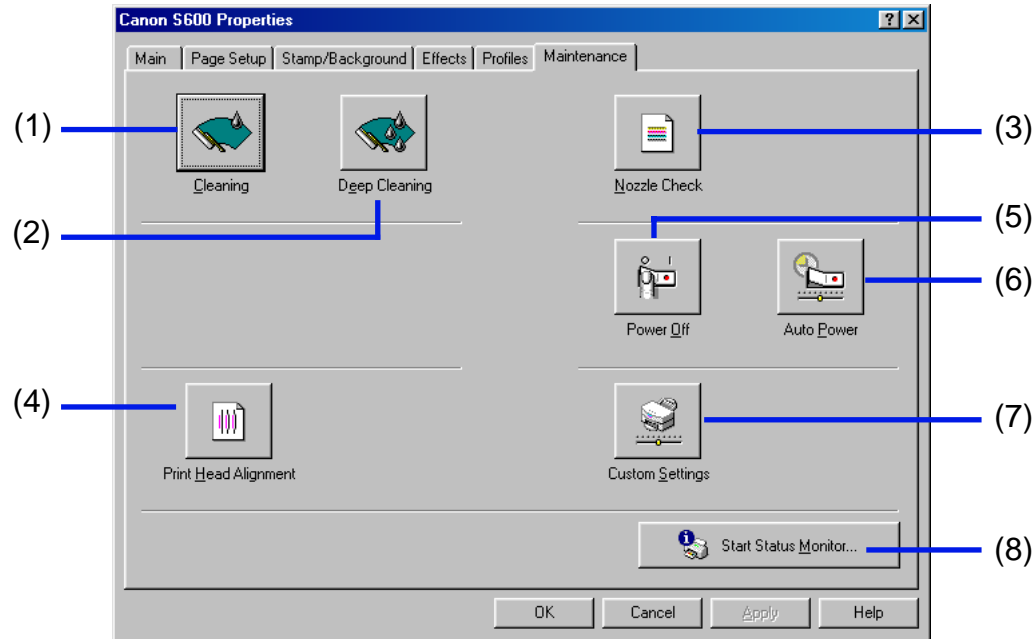 Canon S600 Properties
Main Page Setup Stamp/Background Effects Profiles Maintenance
(1)
(3)
Cleaning Deep Cleaning Nozzle Check
(2)
(5)
(6)
Power Off Auto Power
(4)
(7)
Print Head Alignment Custom Settings
Start Status Monitor...
(8)
OK Cancel Apply Help